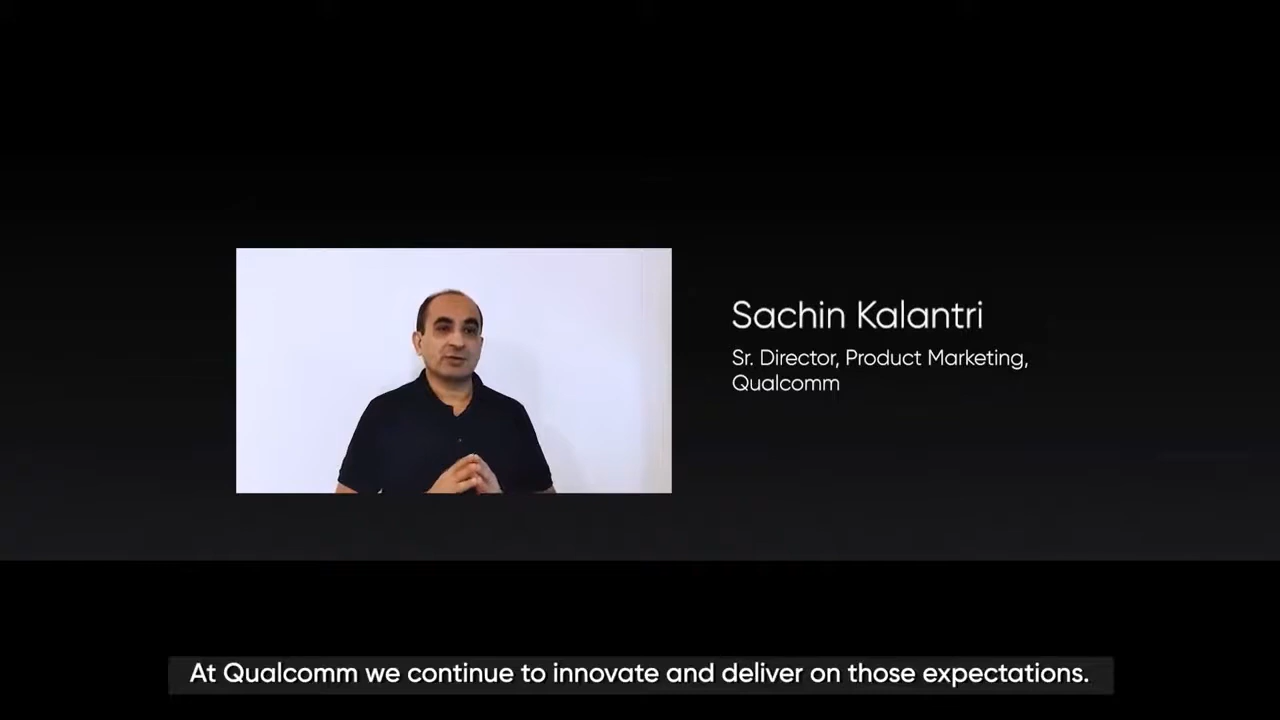 Sachin Kalantri
Sr. Director, Product Marketing,
Qualcomm
At Qualcomm we continue to innovate and deliver on those expectations.